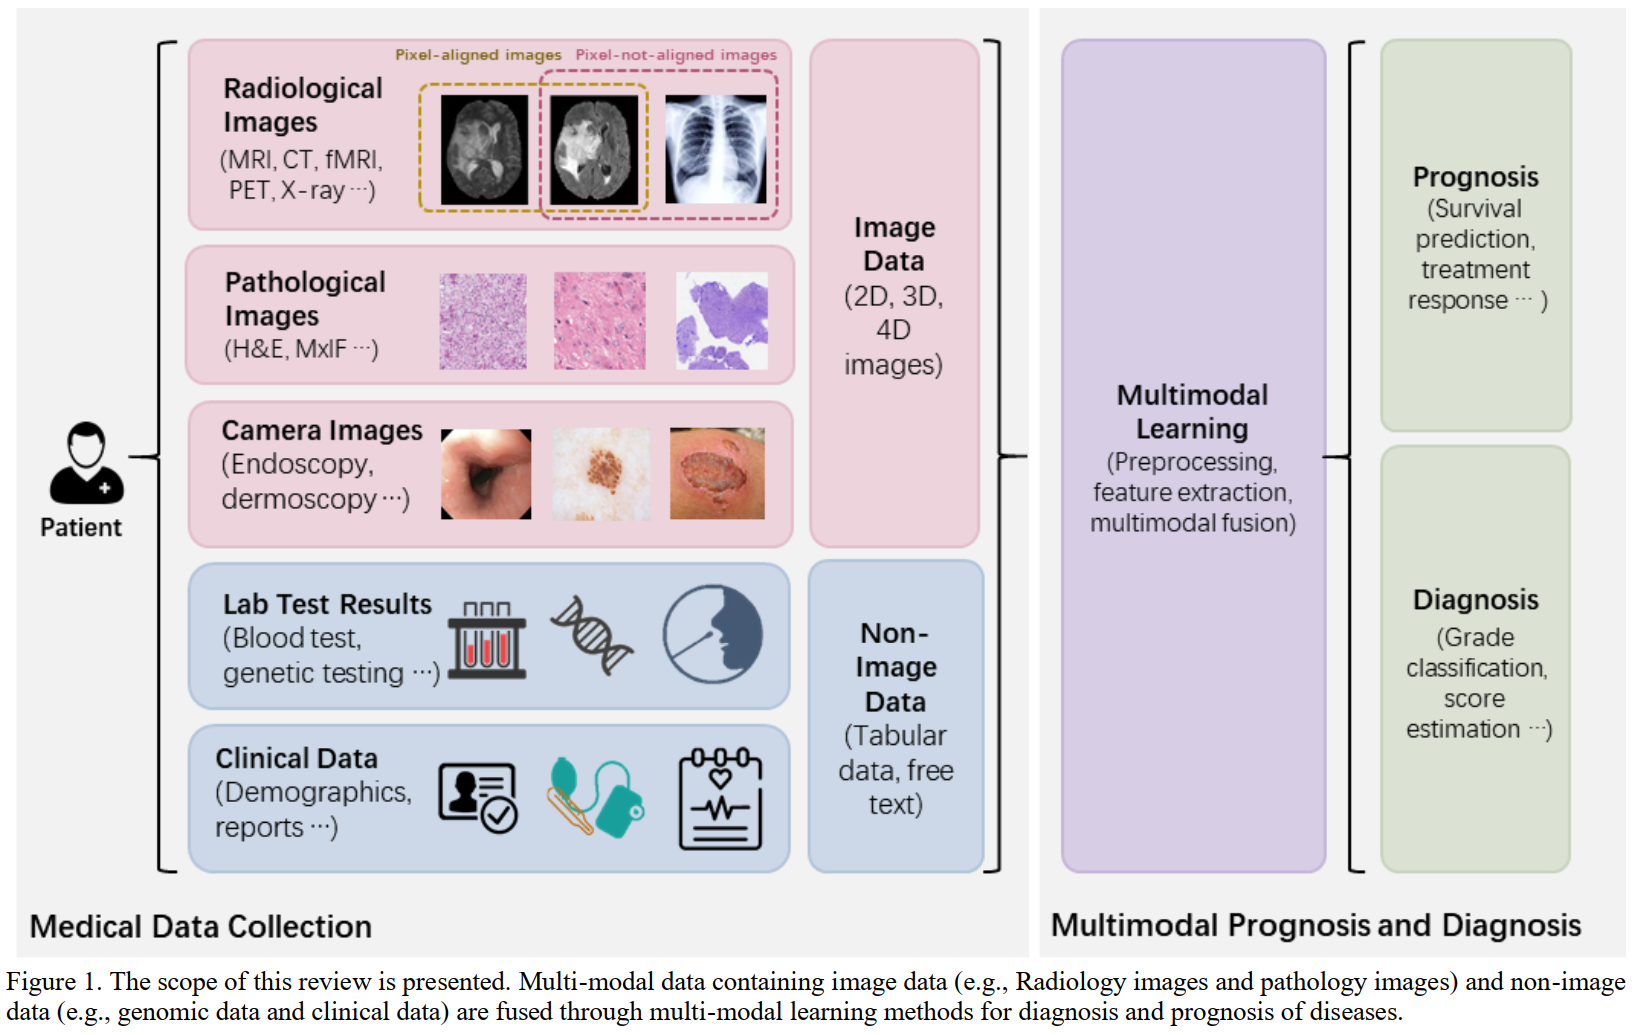 Patient
Pixel-aligned images
Pixel-not-aligned images
Radiological
Images
(MRI, CT, fMRI,
PET, X-ray ···)
Pathological
Images
(H&E, MxIF ···)
Camera Images
(Endoscopy,
dermoscopy ···)
Lab Test Results
(Blood test,
genetic testing ···)
Clinical Data
(Demographics,
reports ···)
Image
Data
(2D, 3D,
4D
images)
Non-
Image
Data
(Tabular
data, free
text)
Medical Data Collection
Multimodal
Learning
(Preprocessing,
feature extraction,
multimodal fusion)
Prognosis
(Survival
prediction,
treatment
response ··· )
Diagnosis
(Grade
classification,
score
estimation ···)
Multimodal Prognosis and Diagnosis
Figure 1. The scope of this review is presented. Multi-modal data containing image data (e.g., Radiology images and pathology images) and non-image
data (e.g., genomic data and clinical data) are fused through multi-modal learning methods for diagnosis and prognosis of diseases.